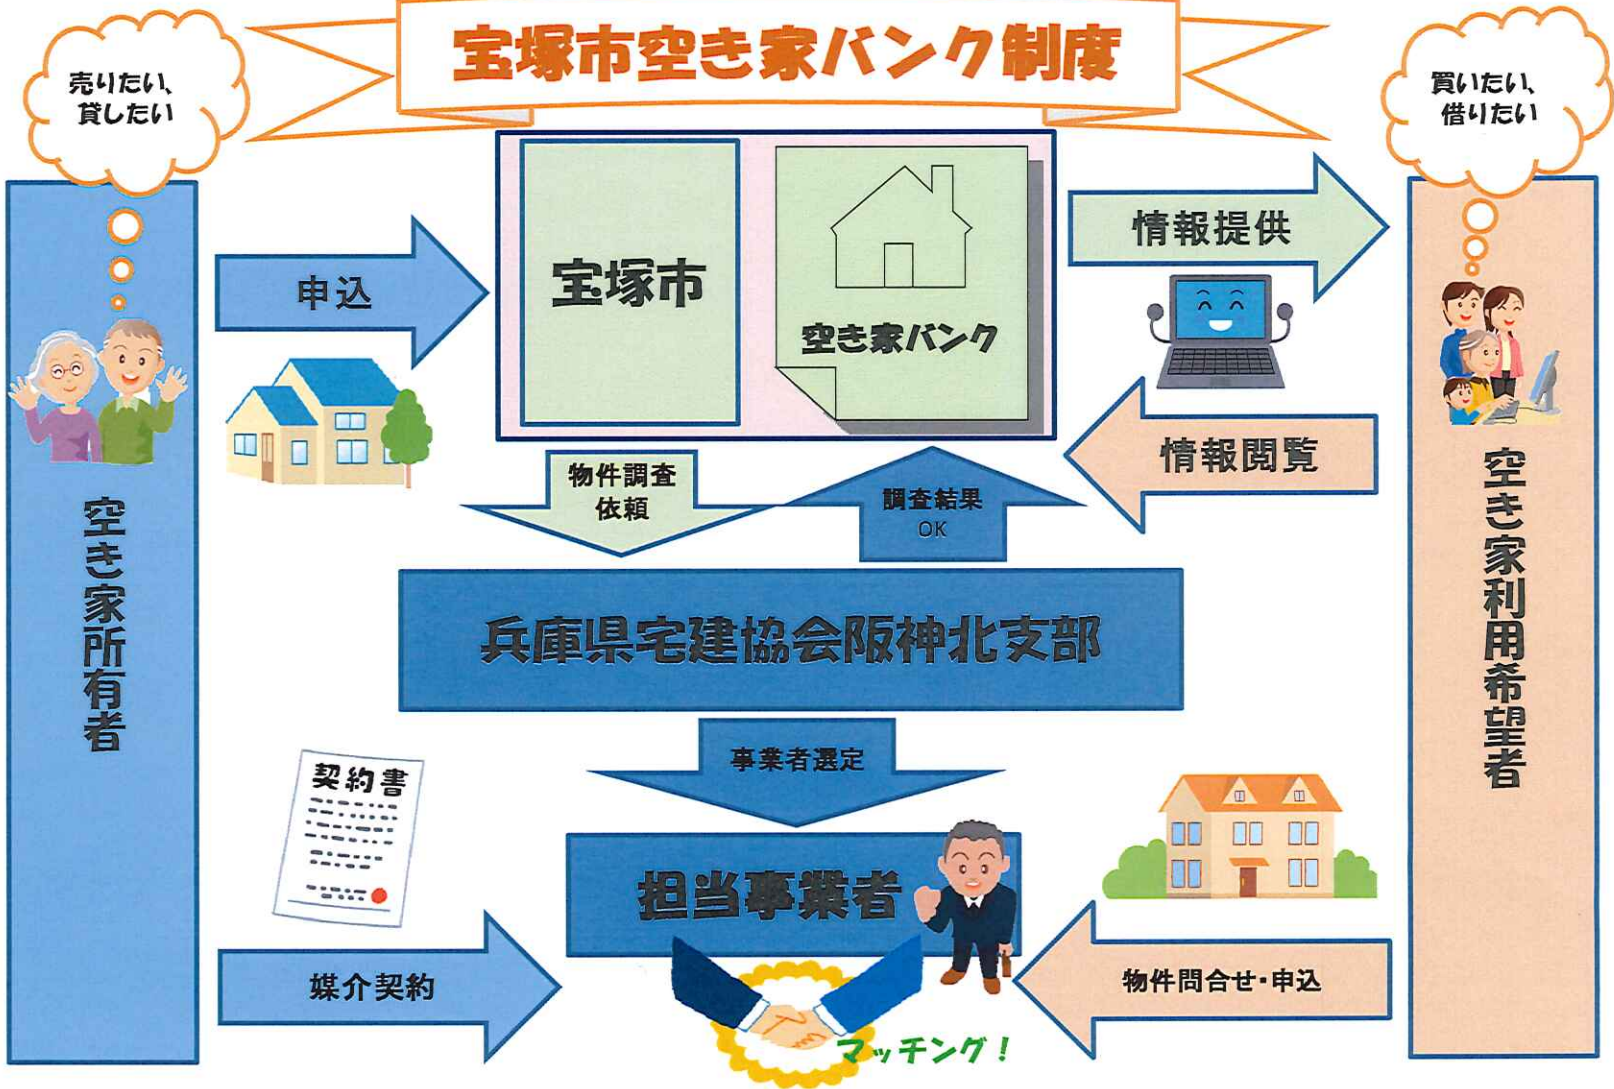 宝塚市空き家バンク制度
売りたい、
貸したい
買いたい、
借りたい
申込
宝塚市
空き家バンク
情報提供
情報閲覧
物件調査
依頼
調査結果
OK
空き家所有者
空き家利用希望者
兵庫県宅建協会阪神北支部
事業者選定
契約書
担当事業者
媒介契約
物件問合せ・申込
マッチング！